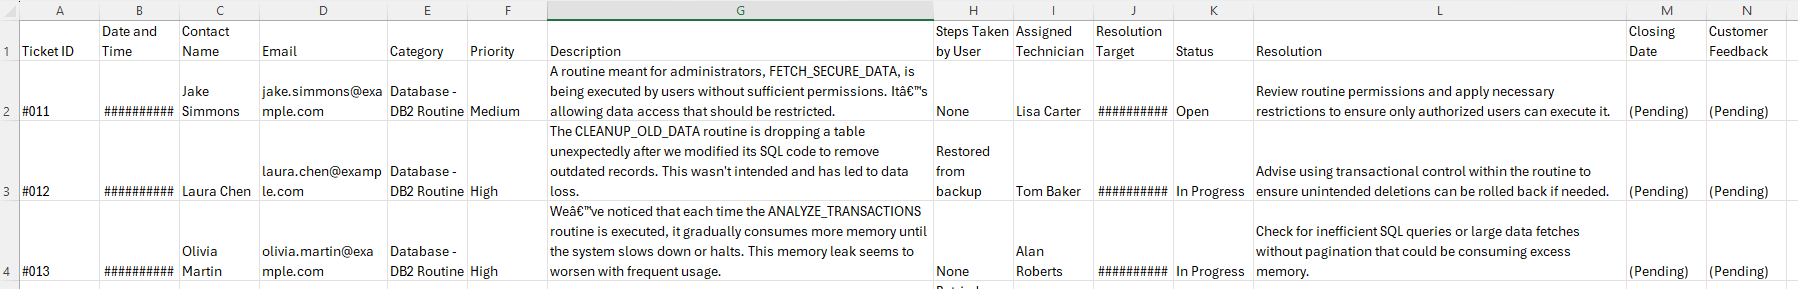 A B C D E F G H I J K L M N
1 Ticket ID Date and Time Contact Name Email Category Priority Description Steps Taken by User Assigned Technician Resolution Target Status Resolution Closing Date Customer Feedback
2 #011 ########## Jake Simmons jake.simmons@example.com Database - DB2 Routine Medium A routine meant for administrators, FETCH_SECURE_DATA, is being executed by users without sufficient permissions. Itâ€™s allowing data access that should be restricted. None Lisa Carter ########## Open Review routine permissions and apply necessary restrictions to ensure only authorized users can execute it. (Pending) (Pending)
3 #012 ########## Laura Chen laura.chen@example.com Database - DB2 Routine High The CLEANUP_OLD_DATA routine is dropping a table unexpectedly after we modified its SQL code to remove outdated records. This wasn't intended and has led to data loss. Restored from backup Tom Baker ########## In Progress Advise using transactional control within the routine to ensure unintended deletions can be rolled back if needed. (Pending) (Pending)
4 #013 ########## Olivia Martin olivia.martin@example.com Database - DB2 Routine High Weâ€™ve noticed that each time the ANALYZE_TRANSACTIONS routine is executed, it gradually consumes more memory until the system slows down or halts. This memory leak seems to worsen with frequent usage. None Alan Roberts ########## In Progress Check for inefficient SQL queries or large data fetches without pagination that could be consuming excess memory. (Pending) (Pending)